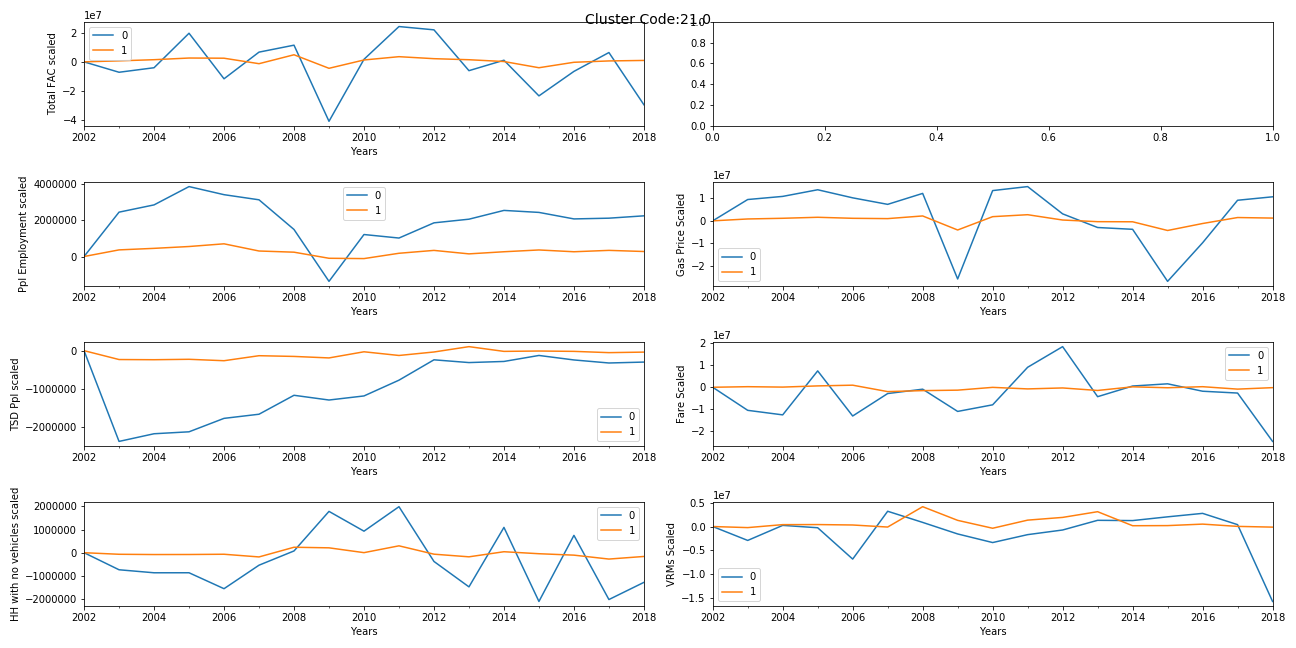 Cluster Code:21.0
1e7
Total FAC scaled
2
0
−2
−4
0
1
2002 2004 2006 2008 2010 2012 2014 2016 2018
Years
1.0
0.8
0.6
0.4
0.2
0.0
0.0 0.2 0.4 0.6 0.8 1.0
Ppl Employment scaled
4000000
2000000
0
0
1
2002 2004 2006 2008 2010 2012 2014 2016 2018
Years
1e7
Gas Price Scaled
1
0
−1
−2
0
1
2002 2004 2006 2008 2010 2012 2014 2016 2018
Years
TSD Ppl scaled
0
−1000000
−2000000
0
1
2002 2004 2006 2008 2010 2012 2014 2016 2018
Years
1e7
Fare Scaled
2
1
0
−1
−2
0
1
2002 2004 2006 2008 2010 2012 2014 2016 2018
Years
HH with no vehicles scaled
2000000
1000000
0
−1000000
−2000000
0
1
2002 2004 2006 2008 2010 2012 2014 2016 2018
Years
1e7
VRMs Scaled
0.5
0.0
−0.5
−1.0
−1.5
0
1
2002 2004 2006 2008 2010 2012 2014 2016 2018
Years